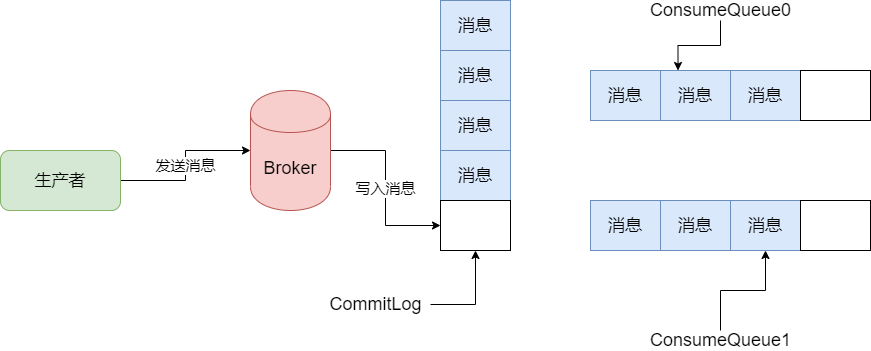 生产者
发送消息
Broker
写入消息
消息
消息
消息
消息
CommitLog
ConsumeQueue0
消息 消息 消息
消息 消息 消息
ConsumeQueue1